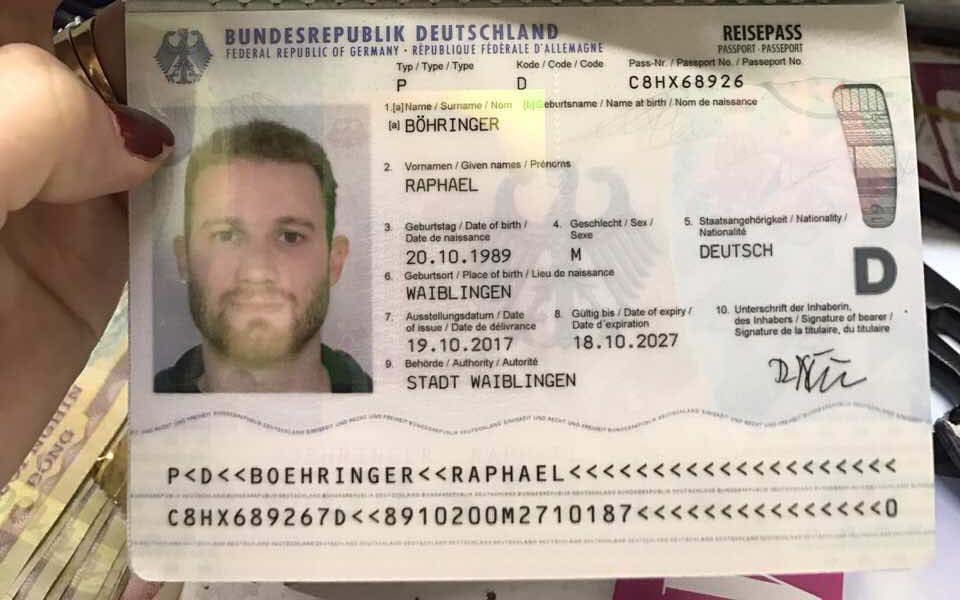 BUNDESREPUBLIK DEUTSCHLAND
FEDERAL REPUBLIC OF GERMANY · RÉPUBLIQUE FÉDÉRALE D'ALLEMAGNE
REISEPASS
PASSPORT · PASSEPORT
Typ / Type / Type Kode / Code / Code Pass-Nr. / Passport No. / Passeport No
P D C8HX68926
1.[a]Name / Surname / Nom [b]Geburtsname / Name at birth / Nom de naissance
[a] BÖHRINGER
2. Vornamen / Given names / Prénoms
RAPHAEL
3. Geburtstag / Date of birth /
Date de naissance
20.10.1989
4. Geschlecht / Sex /
Sexe
M
5. Staatsangehörigkeit / Nationality /
Nationalité
DEUTSCH
D
6. Geburtsort / Place of birth / Lieu de naissance
WAIBLINGEN
7. Ausstellungsdatum / Date
of issue / Date de délivrance
19.10.2017
8. Gültig bis / Date of expiry /
Date d'expiration
18.10.2027
10. Unterschrift der Inhaberin,
des Inhabers / Signature of bearer /
Signature de la titulaire, du titulaire
9. Behörde / Authority / Autorité
STADT WAIBLINGEN
P<D<<BOEHRINGER<<RAPHAEL<<<<<<<<<<<<<<<<<<<<
C8HX689267D<<8910200M2710187<<<<<<<<<<<<<<<0
D
ĐỒNG